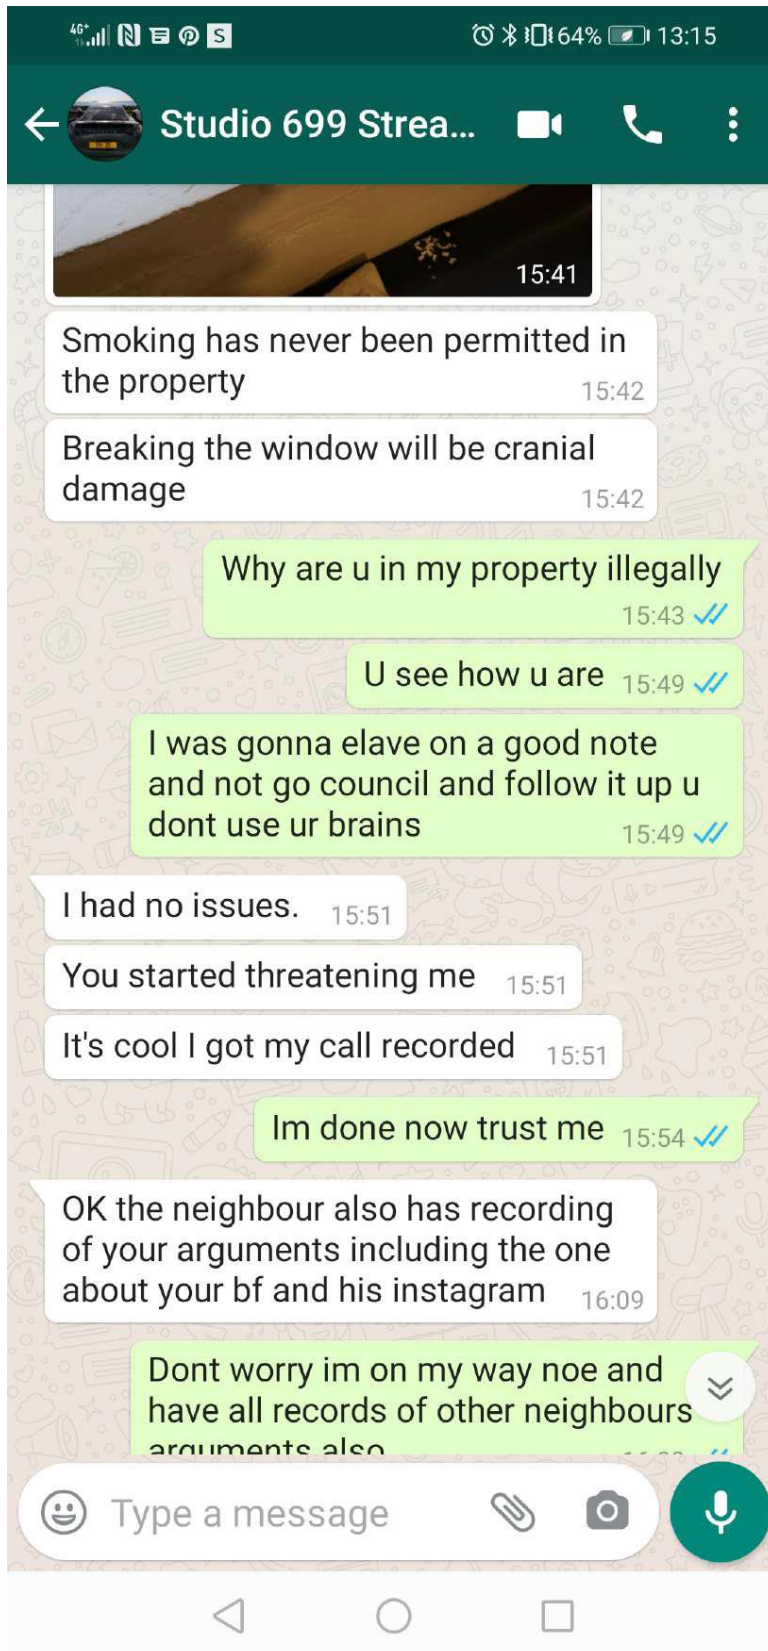 4G+
S
64%
13:15
Studio 699 Strea...
15:41
Smoking has never been permitted in
the property
15:42
Breaking the window will be cranial
damage
15:42
Why are u in my property illegally
15:43
U see how u are 15:49
I was gonna elave on a good note
and not go council and follow it up u
dont use ur brains
15:49
I had no issues. 15:51
You started threatening me 15:51
It's cool I got my call recorded 15:51
Im done now trust me 15:54
OK the neighbour also has recording
of your arguments including the one
about your bf and his instagram 16:09
Dont worry im on my way noe and
have all records of other neighbours
arguments also
Type a message